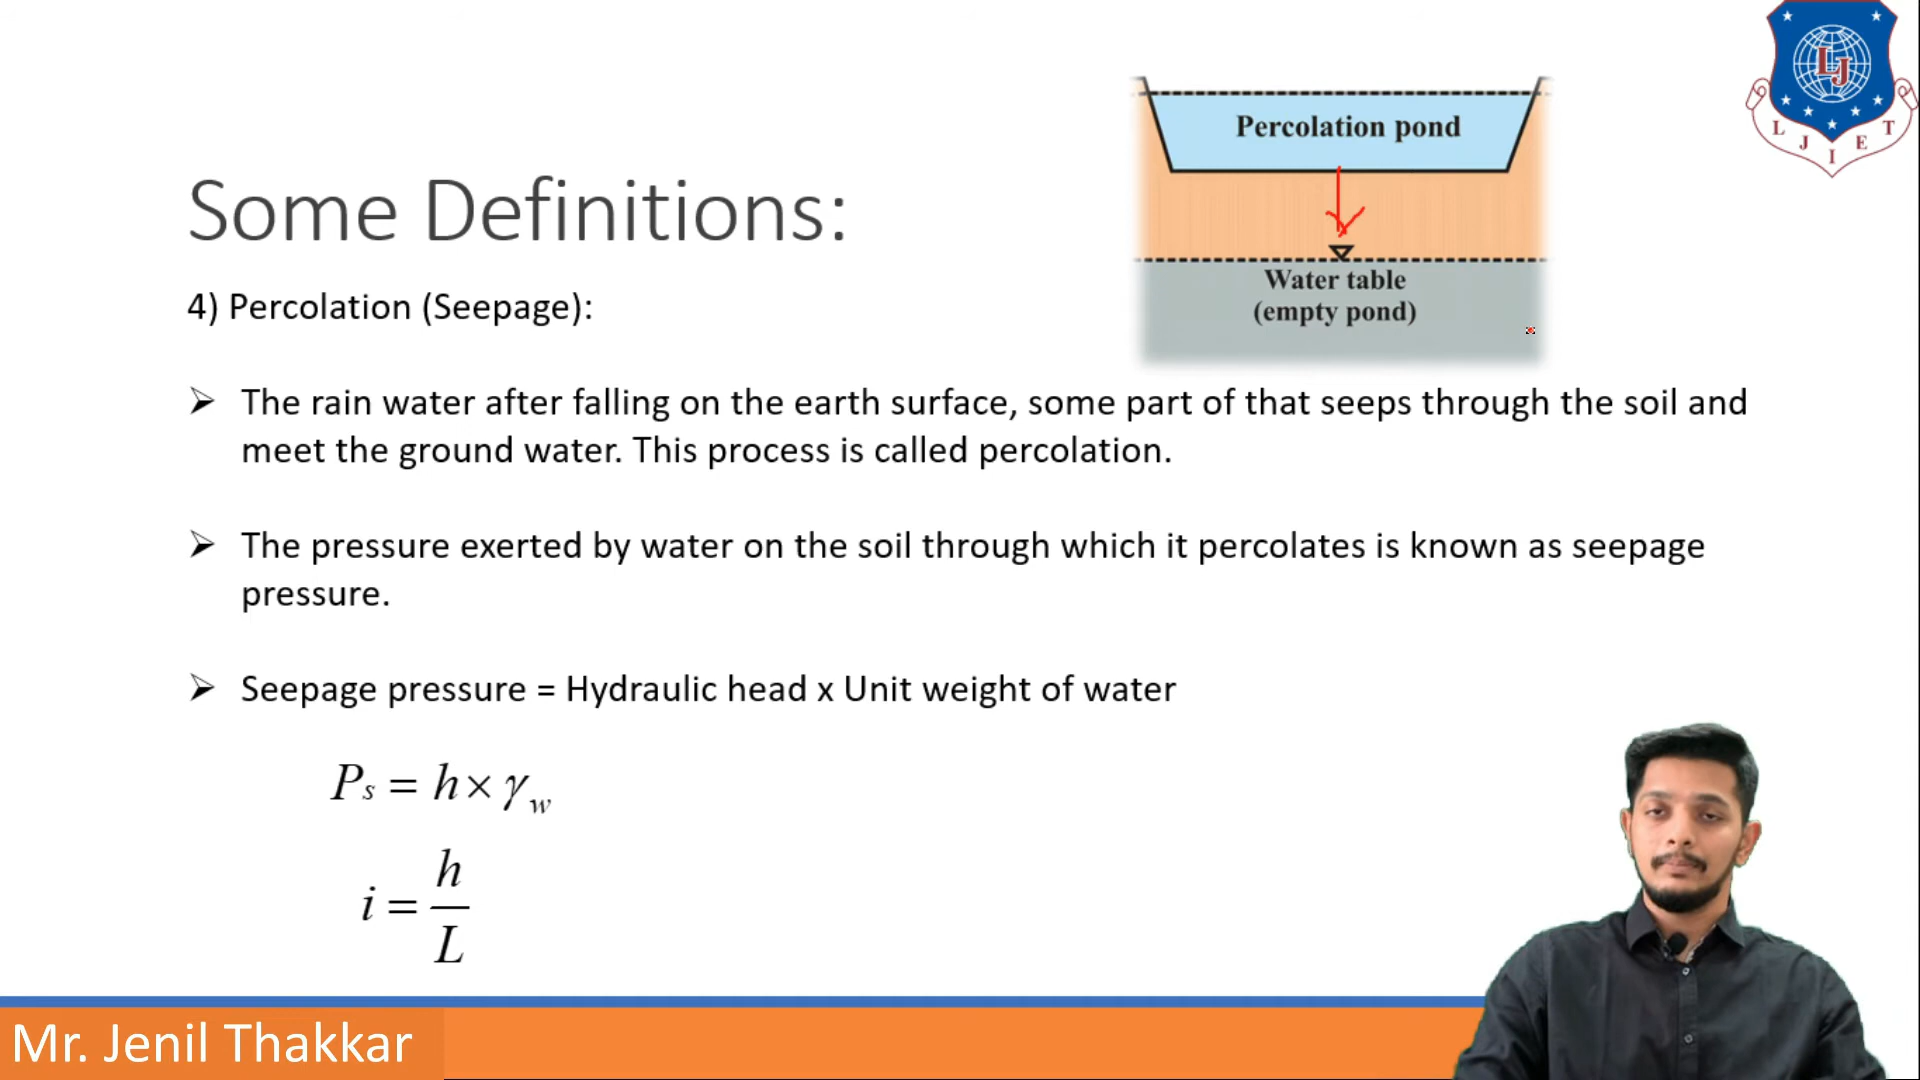 Percolation pond
L J
L J I E T
Some Definitions:
Water table
(empty pond)
4) Percolation (Seepage):
➢ The rain water after falling on the earth surface, some part of that seeps through the soil and
meet the ground water. This process is called percolation.
➢ The pressure exerted by water on the soil through which it percolates is known as seepage
pressure.
➢ Seepage pressure = Hydraulic head x Unit weight of water
Pₛ = h × γ_w
i = h / L
Mr. Jenil Thakkar